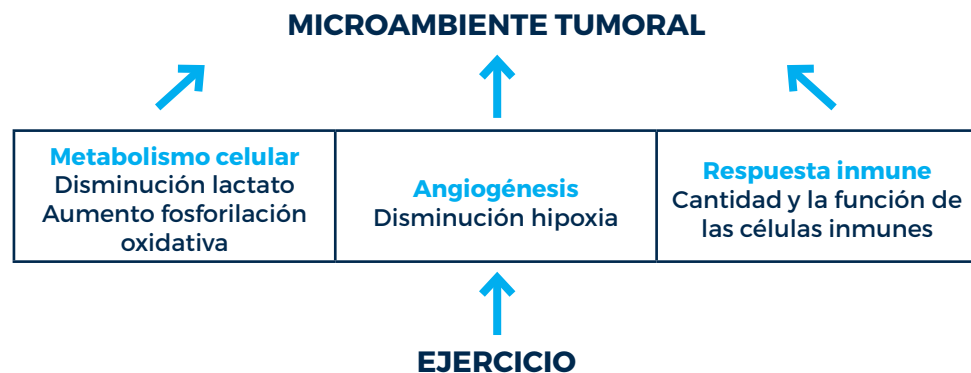 MICROAMBIENTE TUMORAL
Metabolismo celular
Disminución lactato
Aumento fosforilación
oxidativa
Angiogénesis
Disminución hipoxia
Respuesta inmune
Cantidad y la función de
las células inmunes
EJERCICIO